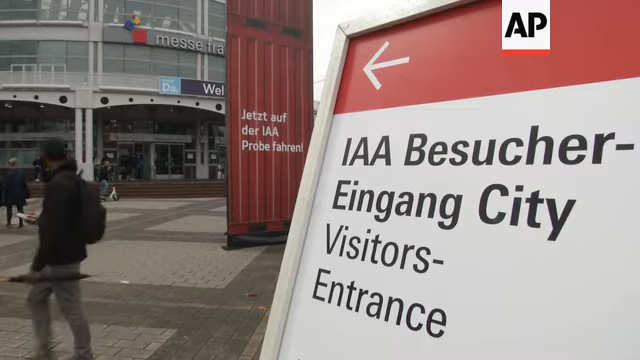 AP
messe fra
Wel
Jetzt auf
der IAA
Probe fahren!
IAA Besucher-
Eingang City
Visitors-
Entrance